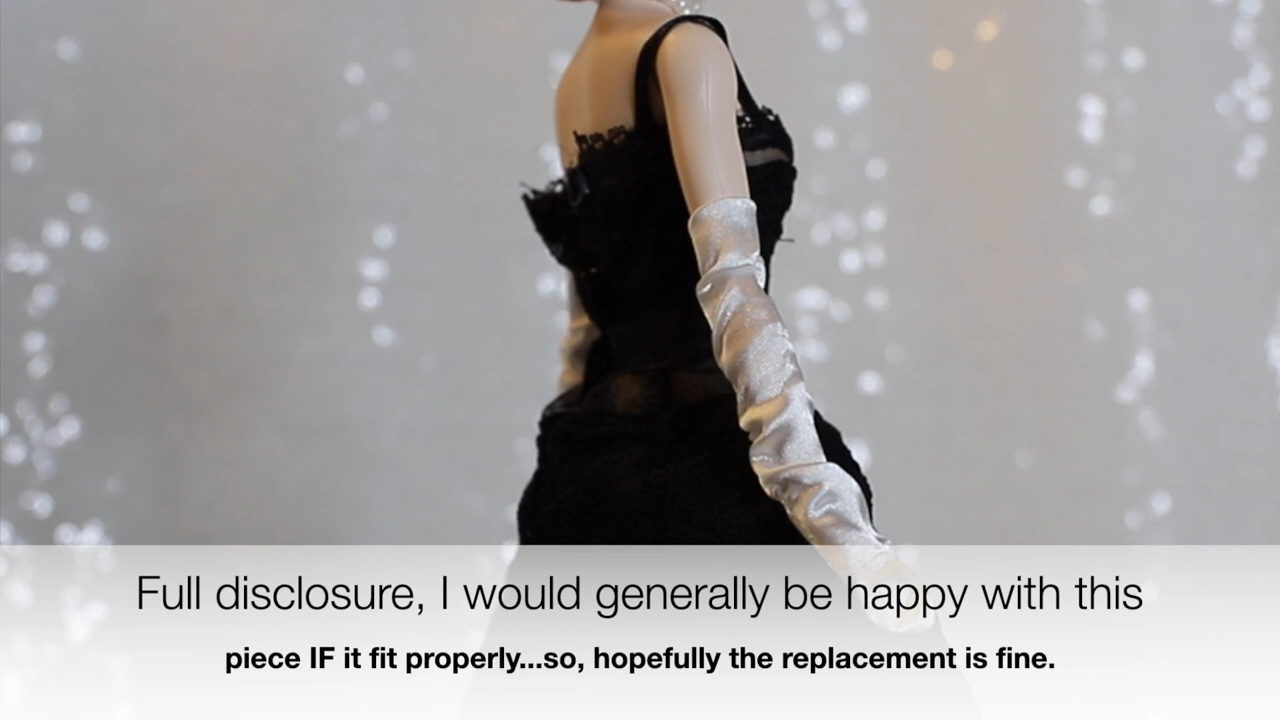 Full disclosure, I would generally be happy with this
piece IF it fit properly...so, hopefully the replacement is fine.